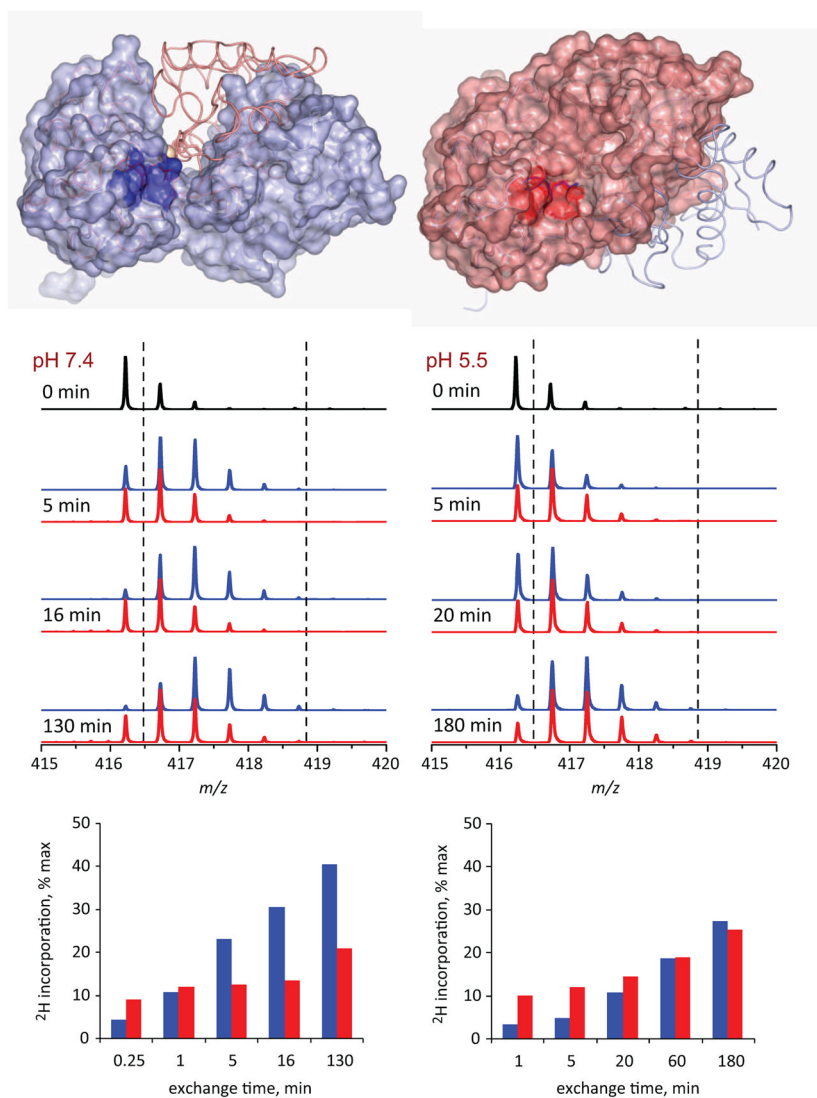 pH 7.4
0 min
5 min
16 min
130 min
415 416 417 418 419 420
m/z
pH 5.5
0 min
5 min
20 min
180 min
415 416 417 418 419 420
m/z
²H incorporation, % max
50
40
30
20
10
0
0.25 1 5 16 130
exchange time, min
²H incorporation, % max
50
40
30
20
10
0
1 5 20 60 180
exchange time, min